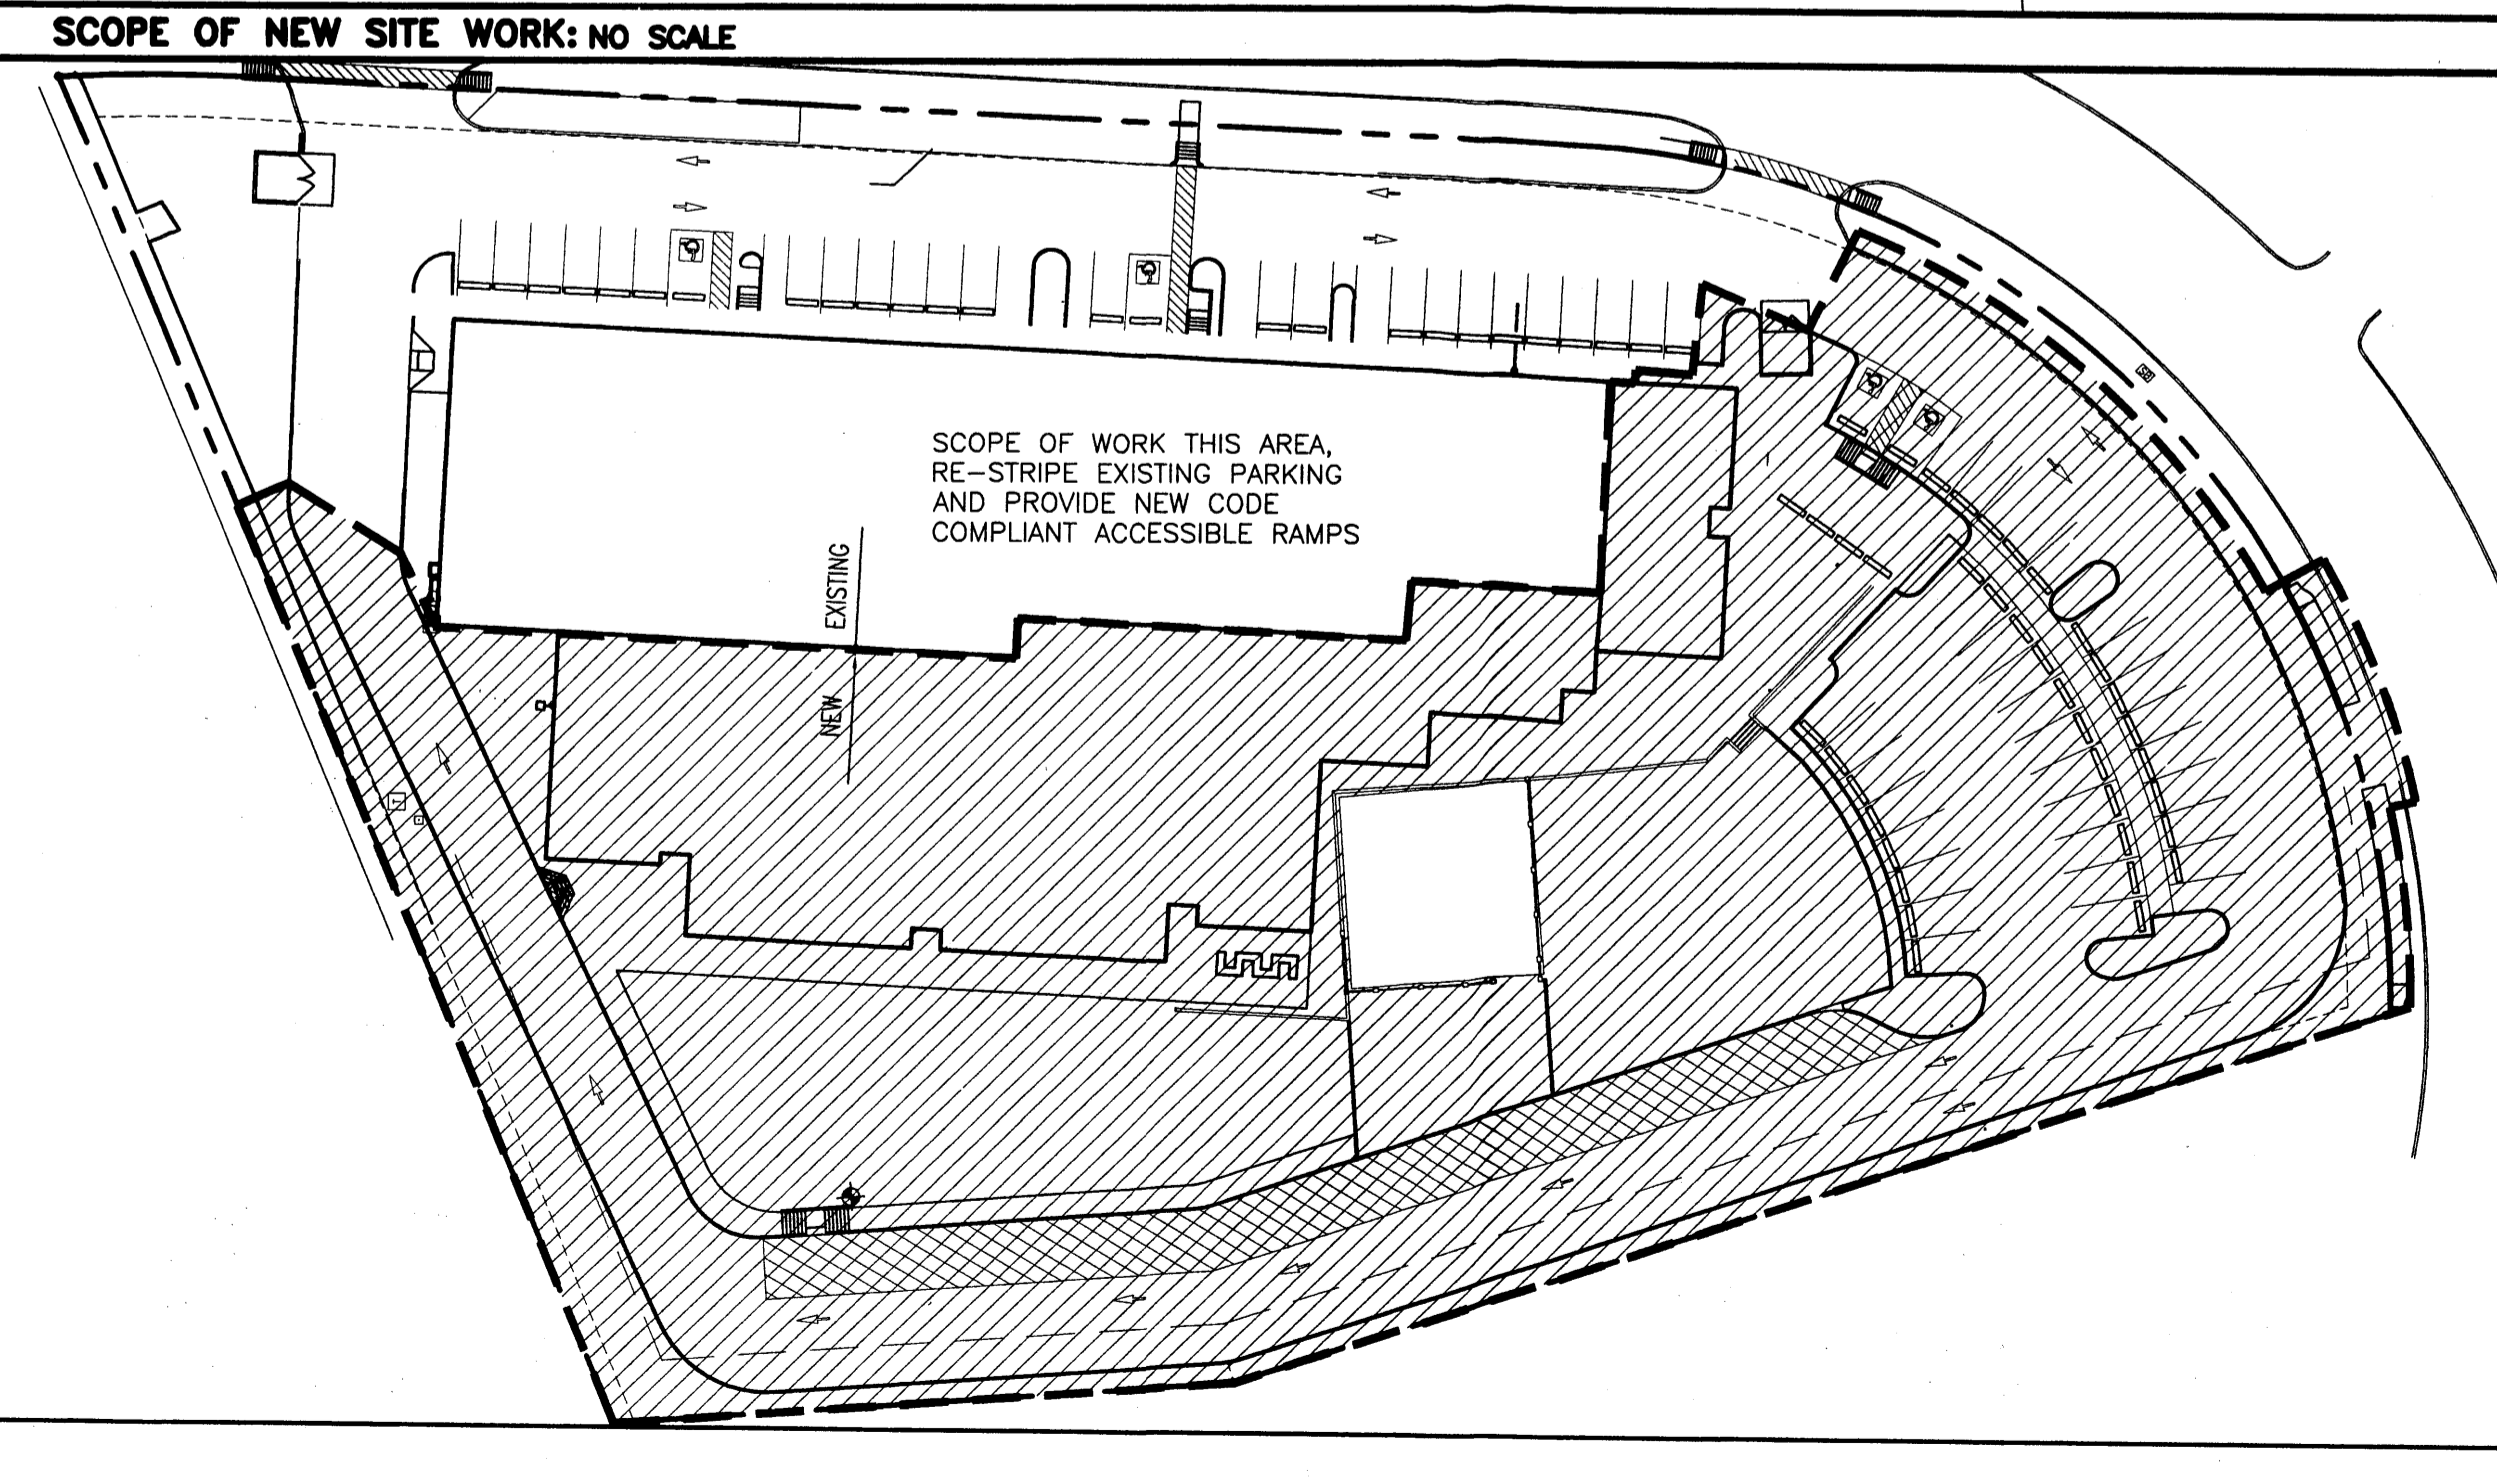 SCOPE OF NEW SITE WORK: NO SCALE
SCOPE OF WORK THIS AREA,
RE-STRIPE EXISTING PARKING
AND PROVIDE NEW CODE
COMPLIANT ACCESSIBLE RAMPS
EXISTING
NEW
SB
T